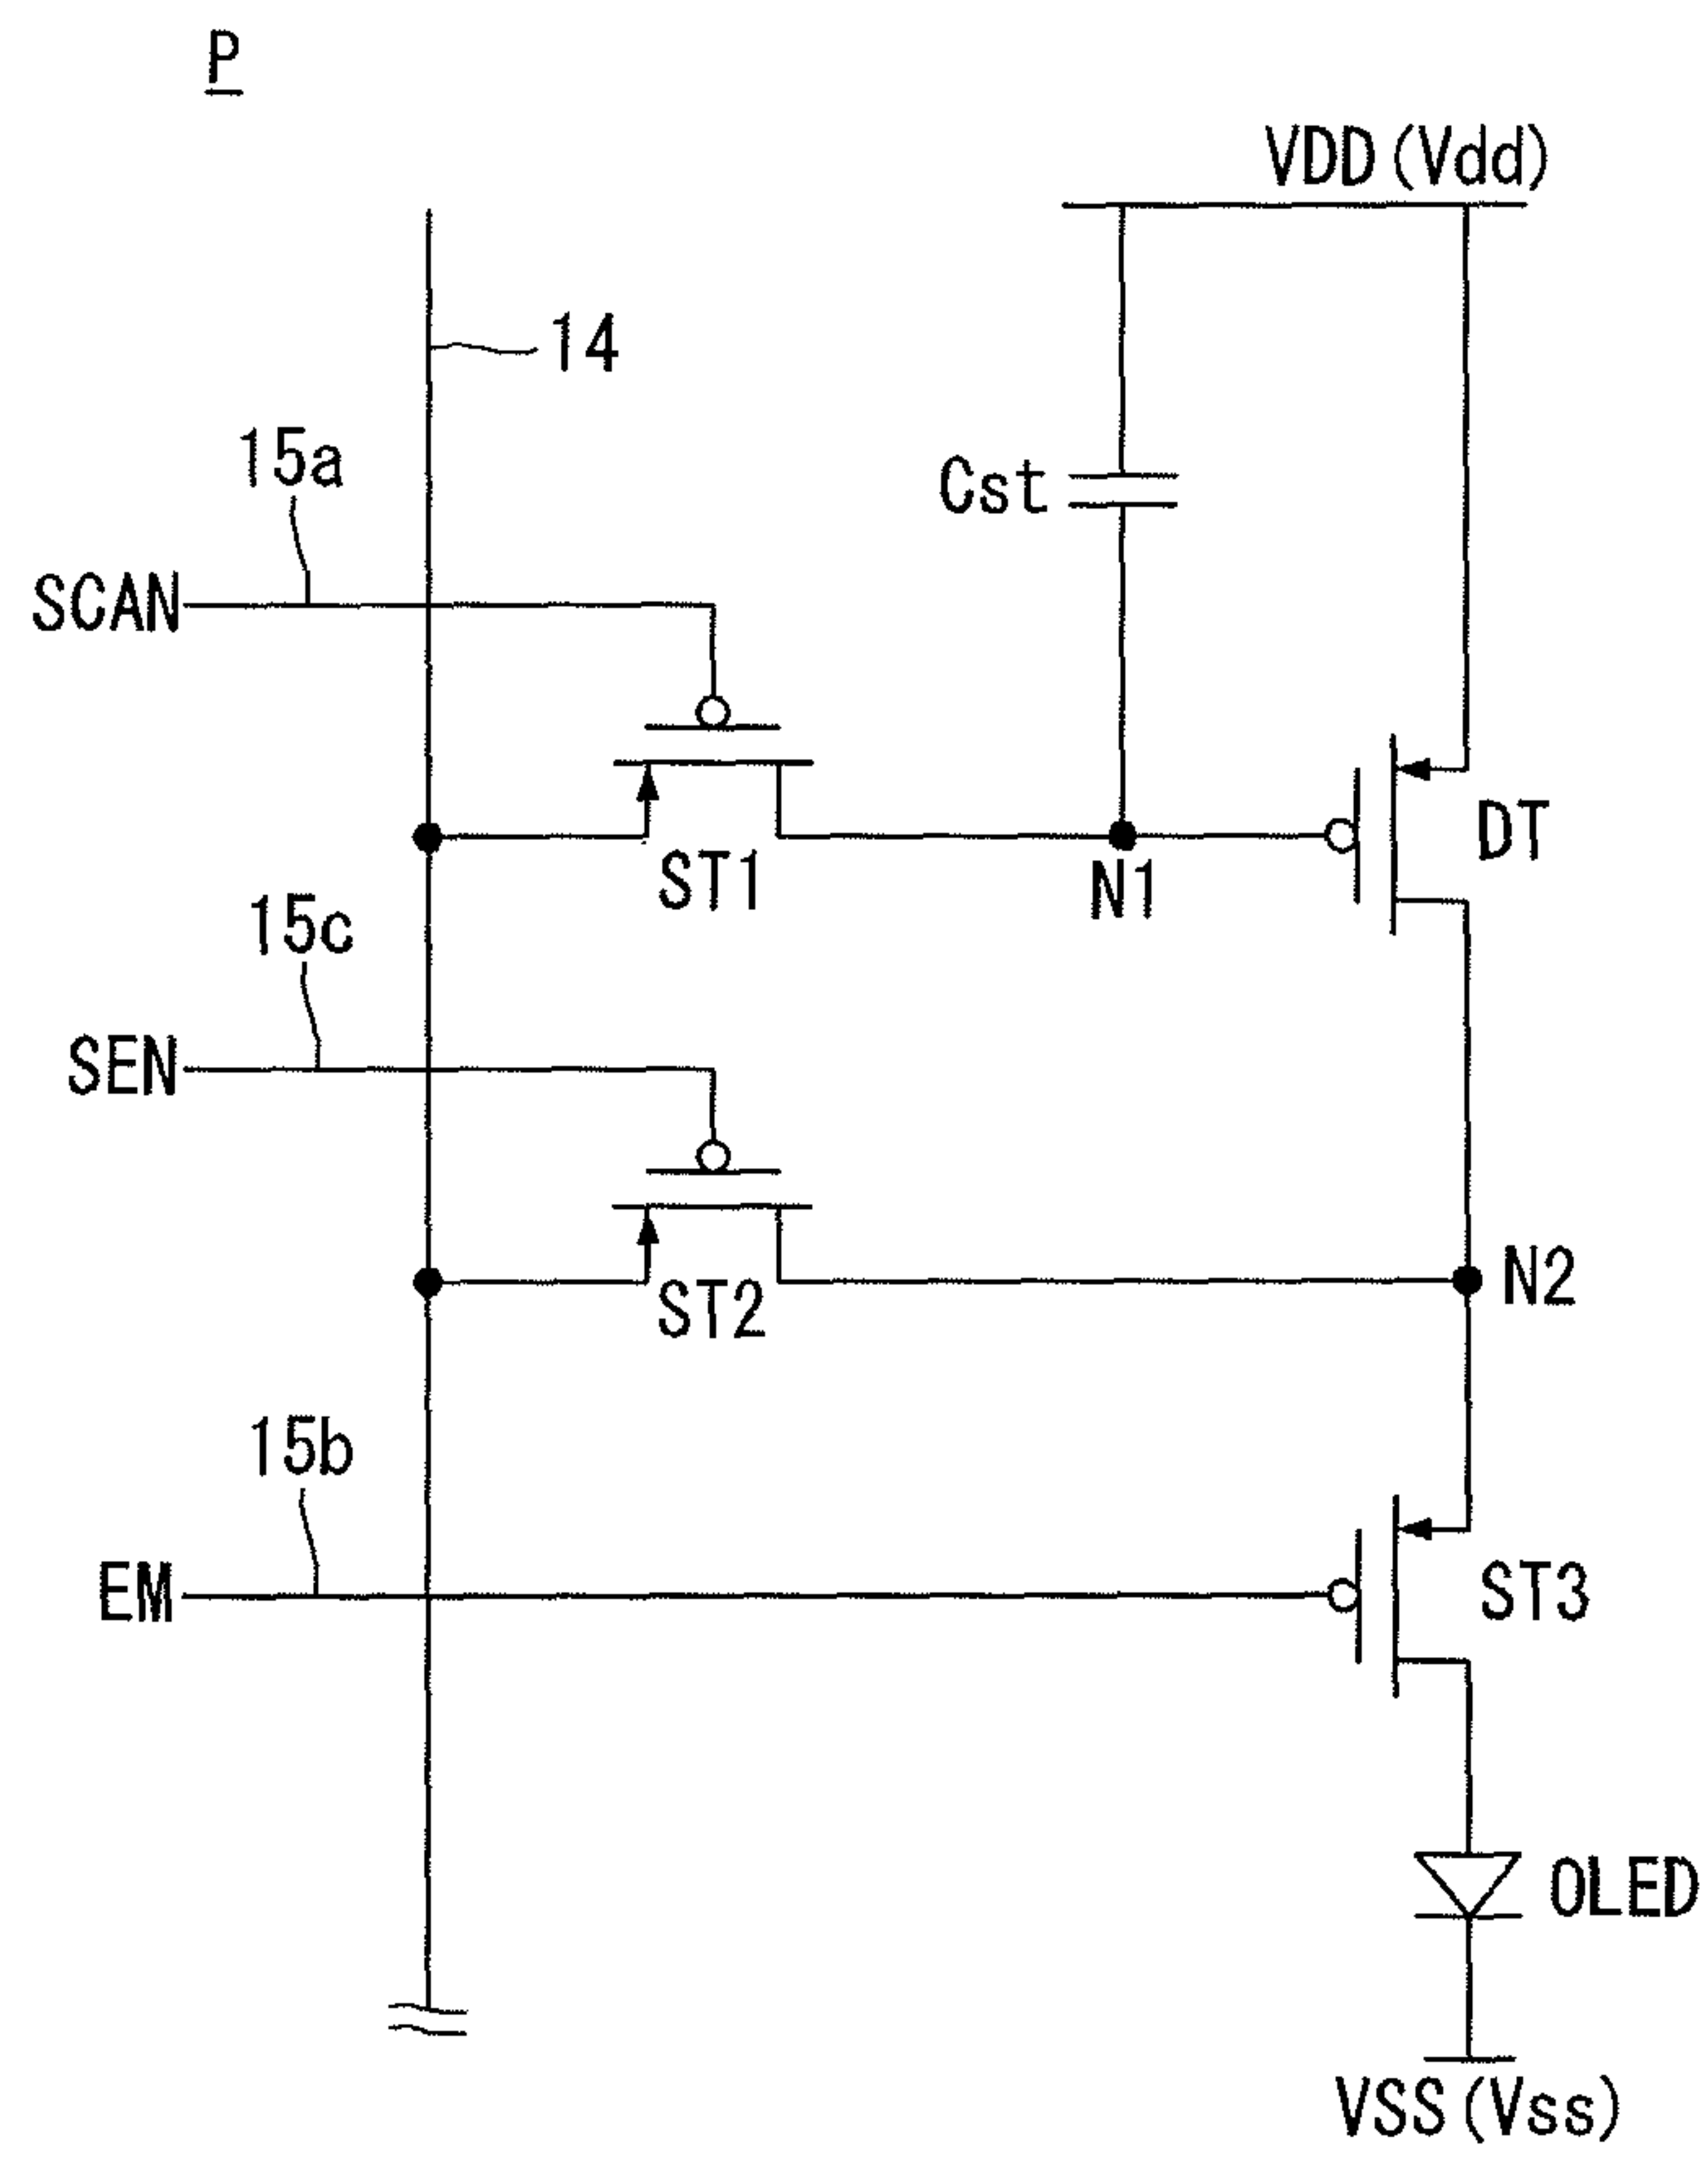 P
VDD(Vdd)
14
15a
Cst
SCAN
DT
ST1
N1
15c
SEN
N2
ST2
15b
EM
ST3
OLED
VSS(Vss)